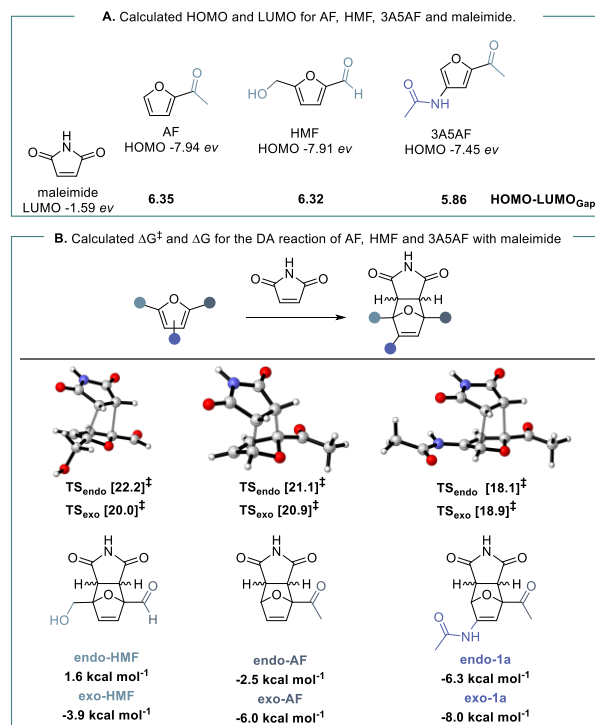 A. Calculated HOMO and LUMO for AF, HMF, 3A5AF and maleimide.
H
N
O
O
maleimide
LUMO -1.59 ev
O
O
AF
HOMO -7.94 ev
6.35
HO
O
O
H
HMF
HOMO -7.91 ev
6.32
O
O
O
NH
3A5AF
HOMO -7.45 ev
5.86
HOMO-LUMOGap
B. Calculated ΔG‡ and ΔG for the DA reaction of AF, HMF and 3A5AF with maleimide
O
H
N
O
O
H
N
O
O
H
H
O
TSendo [22.2]‡
TSexo [20.0]‡
TSendo [21.1]‡
TSexo [20.9]‡
TSendo [18.1]‡
TSexo [18.9]‡
H
N
O
O
H
H
O
O
HO
H
endo-HMF
1.6 kcal mol-1
exo-HMF
-3.9 kcal mol-1
H
N
O
O
H
H
O
O
endo-AF
-2.5 kcal mol-1
exo-AF
-6.0 kcal mol-1
H
N
O
O
H
H
O
O
O
NH
endo-1a
-6.3 kcal mol-1
exo-1a
-8.0 kcal mol-1